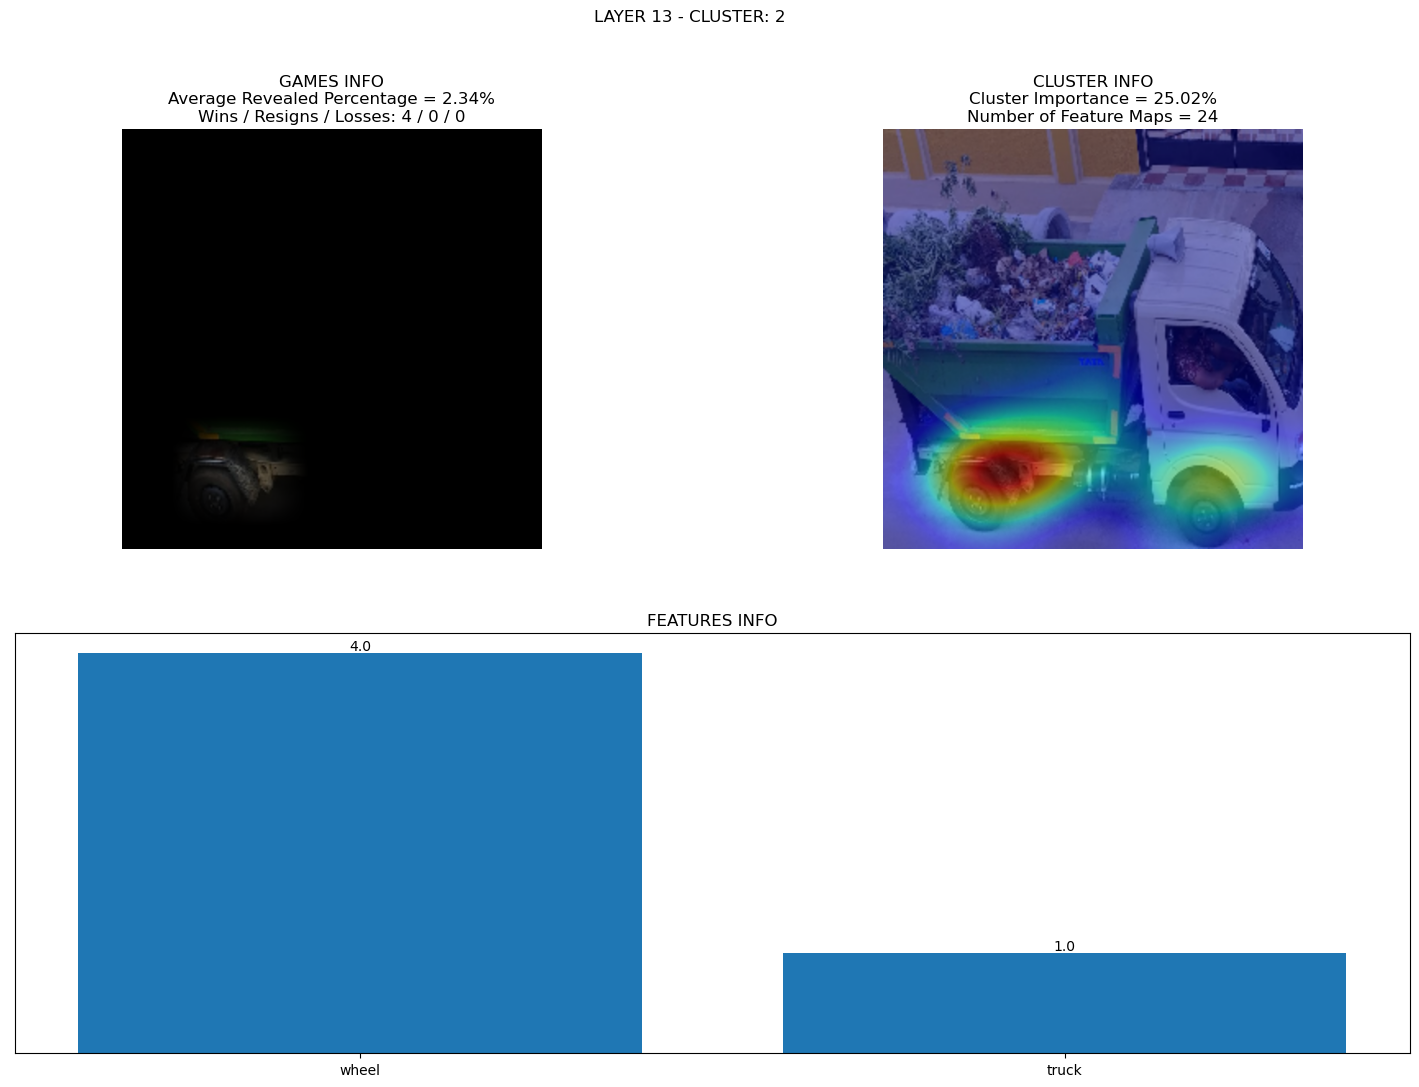 LAYER 13 - CLUSTER: 2
GAMES INFO
Average Revealed Percentage = 2.34%
Wins / Resigns / Losses: 4 / 0 / 0
CLUSTER INFO
Cluster Importance = 25.02%
Number of Feature Maps = 24
TATA
FEATURES INFO
4.0
1.0
wheel
truck